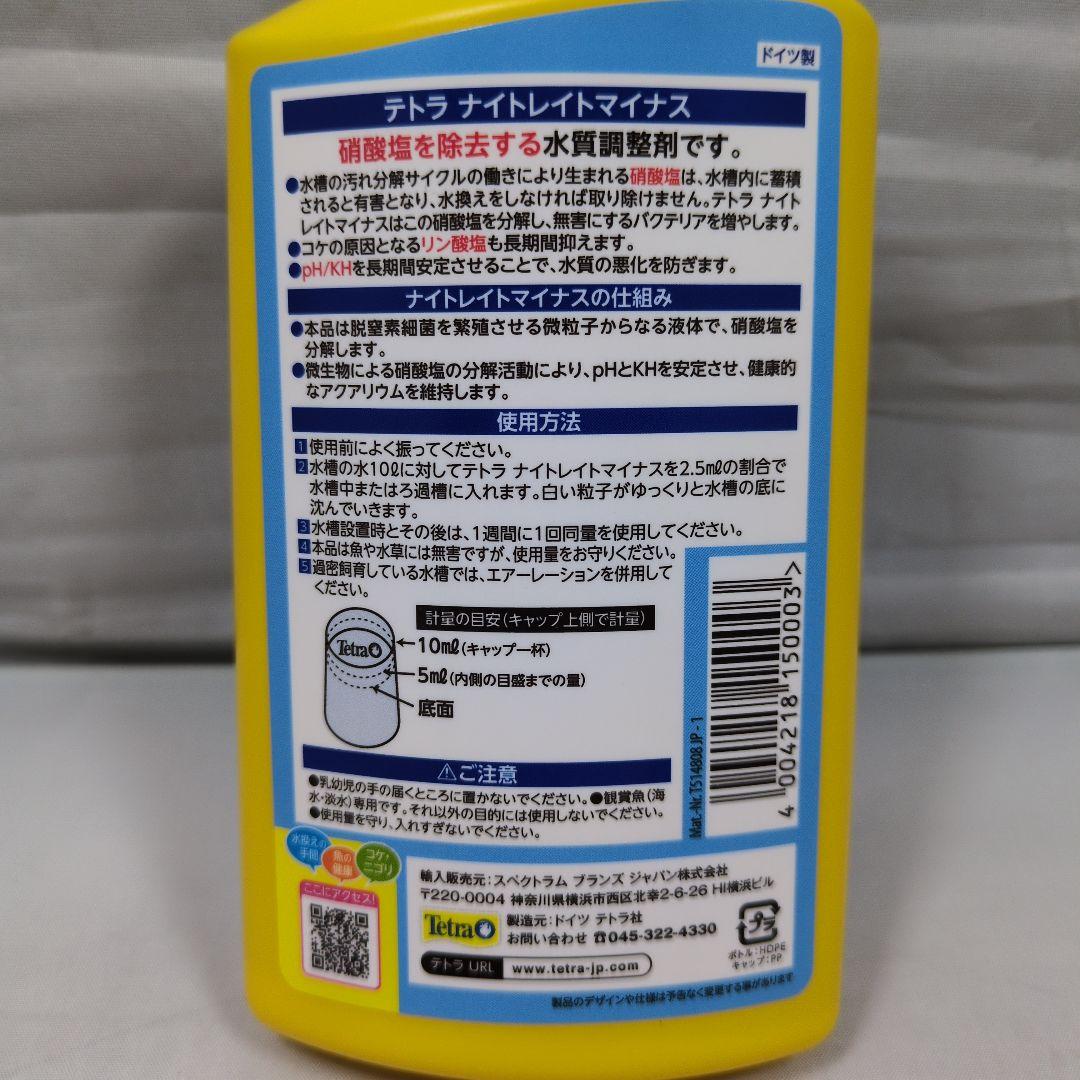 ドイツ製
テトラ ナイトレイトマイナス
硝酸塩を除去する水質調整剤です。
●水槽の汚れ分解サイクルの働きにより生まれる硝酸塩は、水槽内に蓄積
されると有害となり、水換えをしなければ取り除けません。テトラ ナイト
レイトマイナスはこの硝酸塩を分解し、無害にするバクテリアを増やします。
●コケの原因となるリン酸塩も長期間抑えます。
●pH/KHを長期間安定させることで、水質の悪化を防ぎます。
ナイトレイトマイナスの仕組み
●本品は脱窒素細菌を繁殖させる微粒子からなる液体で、硝酸塩を
分解します。
●微生物による硝酸塩の分解活動により、pHとKHを安定させ、健康的
なアクアリウムを維持します。
使用方法
1 使用前によく振ってください。
2 水槽の水10ℓに対してテトラ ナイトレイトマイナスを2.5mℓの割合で
水槽中またはろ過槽に入れます。白い粒子がゆっくりと水槽の底に
沈んでいきます。
3 水槽設置時とその後は、1週間に1回同量を使用してください。
4 本品は魚や水草には無害ですが、使用量をお守りください。
5 過密飼育している水槽では、エアーレーションを併用して
ください。
計量の目安(キャップ上側で計量)
Tetra
10mℓ(キャップ一杯)
5mℓ(内側の目盛までの量)
底面
4 004218 150003 >
Mat.-Nr. T514808 JP - 1
⚠ご注意
●乳幼児の手の届くところに置かないでください。●観賞魚(海
水・淡水)専用です。それ以外の目的には使用しないでください。
●使用量を守り、入れすぎないでください。
水換えの
手間
魚の
健康
コケ・
ニゴリ
ここにアクセス!
輸入販売元:スペクトラム ブランズ ジャパン株式会社
〒220-0004 神奈川県横浜市西区北幸2-6-26 HI横浜ビル
Tetra
製造元:ドイツ テトラ社
お問い合わせ ☎045-322-4330
テトラ URL www.tetra-jp.com
プラ
ボトル:HDPE
キャップ:PP